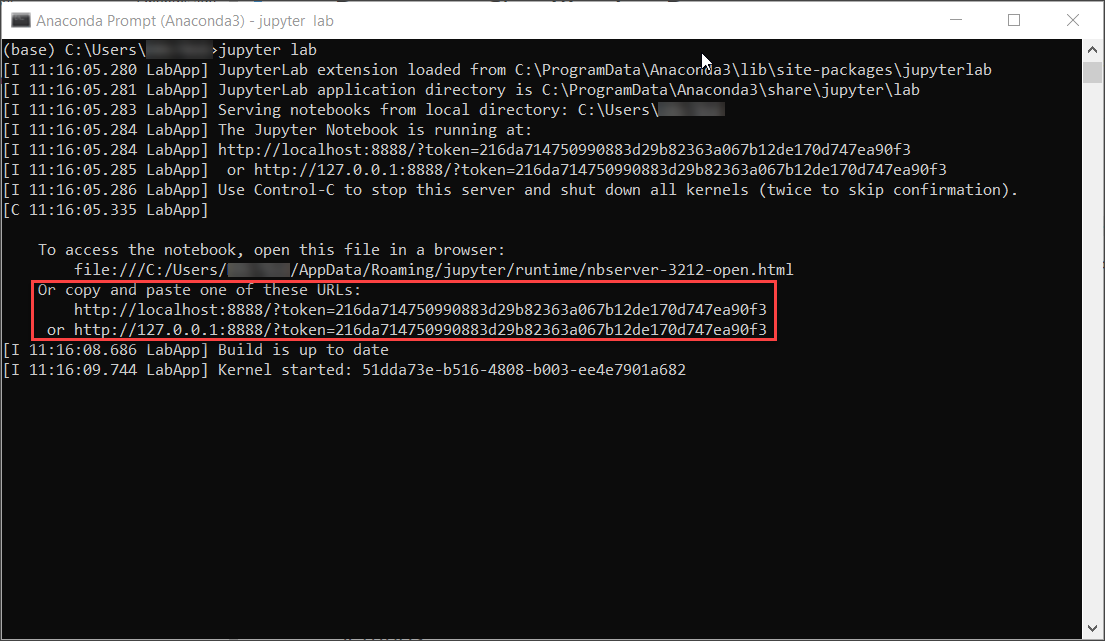 Anaconda Prompt (Anaconda3) - jupyter lab
(base) C:\Users\>jupyter lab
[I 11:16:05.280 LabApp] JupyterLab extension loaded from C:\ProgramData\Anaconda3\lib\site-packages\jupyterlab
[I 11:16:05.281 LabApp] JupyterLab application directory is C:\ProgramData\Anaconda3\share\jupyter\lab
[I 11:16:05.283 LabApp] Serving notebooks from local directory: C:\Users\
[I 11:16:05.284 LabApp] The Jupyter Notebook is running at:
[I 11:16:05.284 LabApp] http://localhost:8888/?token=216da714750990883d29b82363a067b12de170d747ea90f3
[I 11:16:05.285 LabApp]  or http://127.0.0.1:8888/?token=216da714750990883d29b82363a067b12de170d747ea90f3
[I 11:16:05.286 LabApp] Use Control-C to stop this server and shut down all kernels (twice to skip confirmation).
[C 11:16:05.335 LabApp]
To access the notebook, open this file in a browser:
file:///C:/Users/ /AppData/Roaming/jupyter/runtime/nbserver-3212-open.html
Or copy and paste one of these URLs:
http://localhost:8888/?token=216da714750990883d29b82363a067b12de170d747ea90f3
or http://127.0.0.1:8888/?token=216da714750990883d29b82363a067b12de170d747ea90f3
[I 11:16:08.686 LabApp] Build is up to date
[I 11:16:09.744 LabApp] Kernel started: 51dda73e-b516-4808-b003-ee4e7901a682